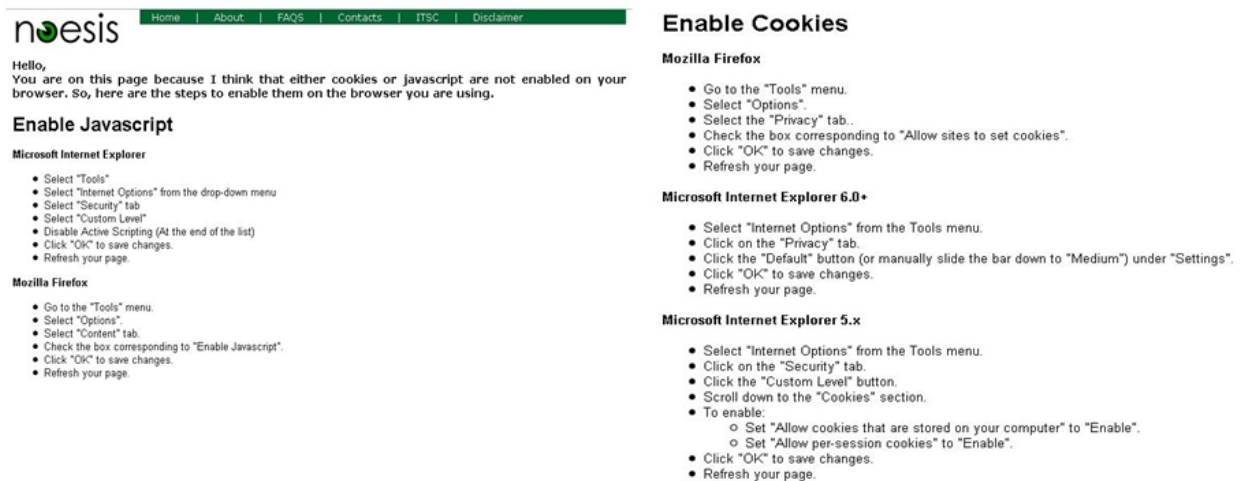 nesis
Home | About | FAQS | Contacts | ITSC | Disclaimer
Hello,
You are on this page because I think that either cookies or javascript are not enabled on your
browser. So, here are the steps to enable them on the browser you are using.
Enable Javascript
Microsoft Internet Explorer
● Select "Tools"
● Select "Internet Options" from the drop-down menu
● Select "Security" tab
● Select "Custom Level"
● Disable Active Scripting (At the end of the list)
● Click "OK" to save changes.
● Refresh your page.
Mozilla Firefox
● Go to the "Tools" menu.
● Select "Options".
● Select "Content" tab.
● Check the box corresponding to "Enable Javascript".
● Click "OK" to save changes.
● Refresh your page.
Enable Cookies
Mozilla Firefox
● Go to the "Tools" menu.
● Select "Options".
● Select the "Privacy" tab..
● Check the box corresponding to "Allow sites to set cookies".
● Click "OK" to save changes.
● Refresh your page.
Microsoft Internet Explorer 6.0+
● Select "Internet Options" from the Tools menu.
● Click on the "Privacy" tab.
● Click the "Default" button (or manually slide the bar down to "Medium") under "Settings".
● Click "OK" to save changes.
● Refresh your page.
Microsoft Internet Explorer 5.x
● Select "Internet Options" from the Tools menu.
● Click on the "Security" tab.
● Click the "Custom Level" button.
● Scroll down to the "Cookies" section.
● To enable:
○ Set "Allow cookies that are stored on your computer" to "Enable".
○ Set "Allow per-session cookies" to "Enable".
● Click "OK" to save changes.
● Refresh your page.